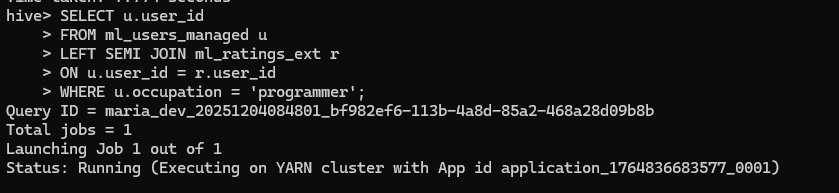 hive> SELECT u.user_id
    > FROM ml_users_managed u
    > LEFT SEMI JOIN ml_ratings_ext r
    > ON u.user_id = r.user_id
    > WHERE u.occupation = 'programmer';
Query ID = maria_dev_20251204084801_bf982ef6-113b-4a8d-85a2-468a28d09b8b
Total jobs = 1
Launching Job 1 out of 1
Status: Running (Executing on YARN cluster with App id application_1764836683577_0001)